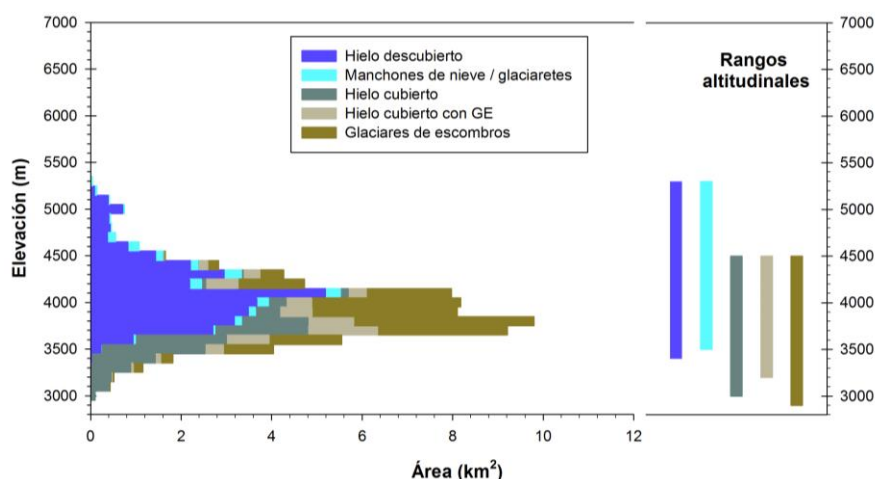 7000
6500
6000
5500
5000
4500
4000
3500
3000
Elevación (m)
Hielo descubierto
Manchones de nieve / glaciaretes
Hielo cubierto
Hielo cubierto con GE
Glaciares de escombros
0 2 4 6 8 10 12
Área (km²)
Rangos
altitudinales
7000
6500
6000
5500
5000
4500
4000
3500
3000